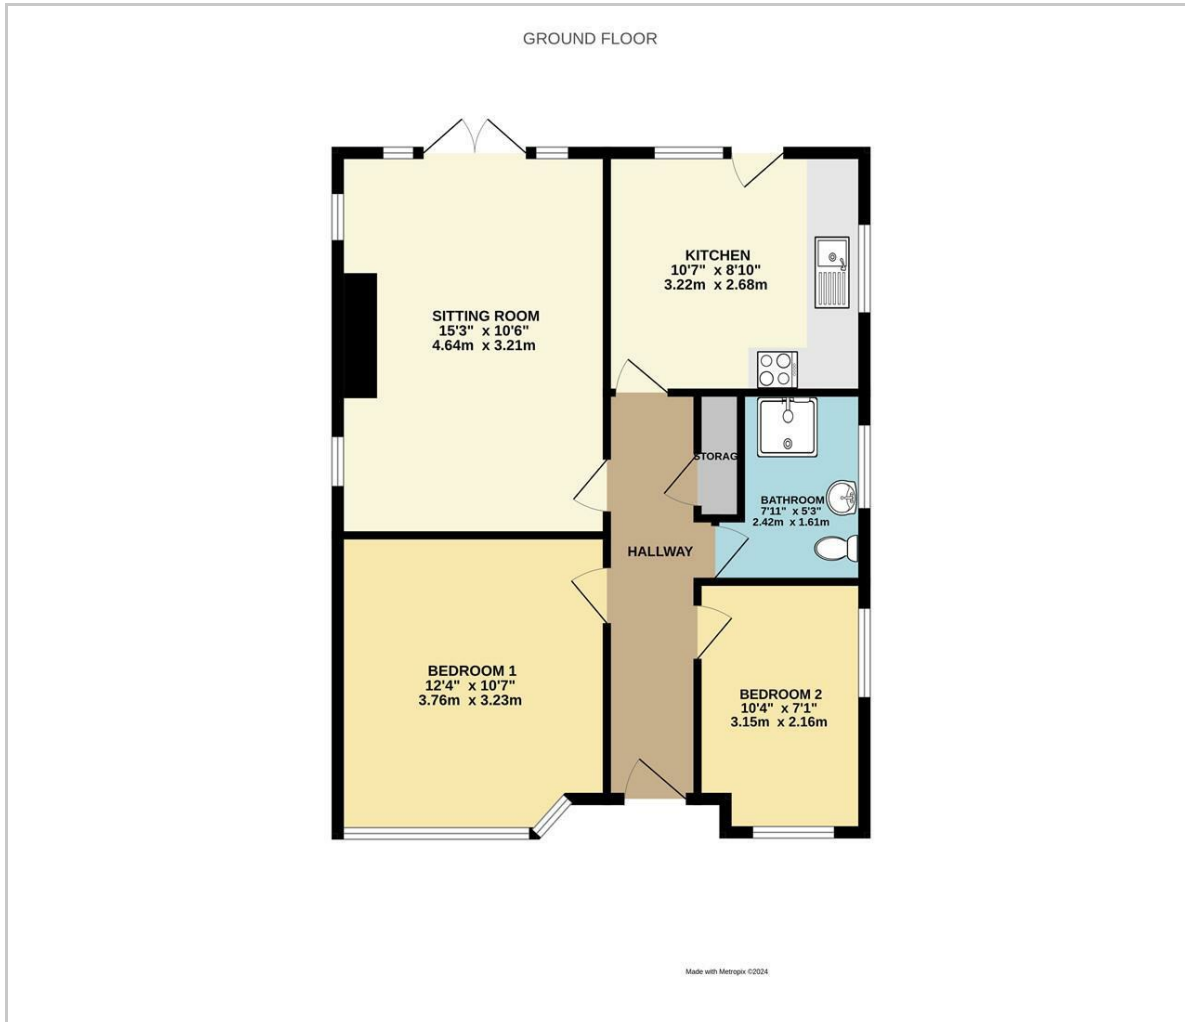 GROUND FLOOR
KITCHEN
10'7" x 8'10"
3.22m x 2.68m
SITTING ROOM
15'3" x 10'6"
4.64m x 3.21m
STORAG
BATHROOM
7'11" x 5'3"
2.42m x 1.61m
HALLWAY
BEDROOM 1
12'4" x 10'7"
3.76m x 3.23m
BEDROOM 2
10'4" x 7'1"
3.15m x 2.16m
Made with Metropix ©2024